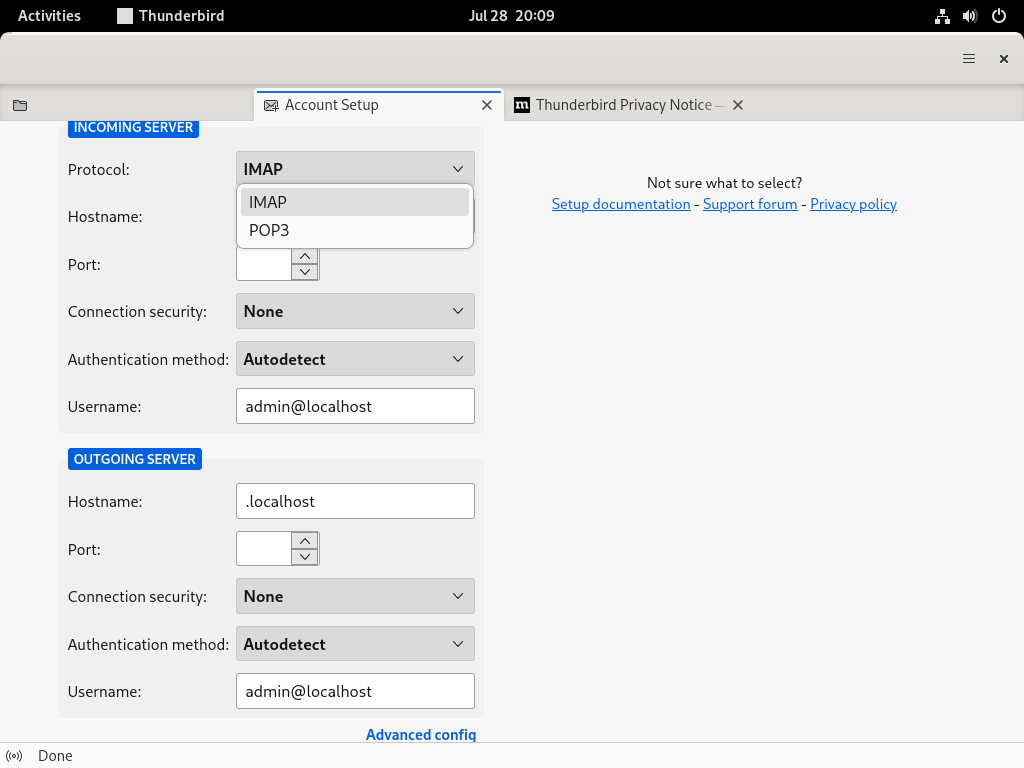 Activities Thunderbird Jul 28 20:09
Account Setup Thunderbird Privacy Notice —
INCOMING SERVER
Protocol: IMAP
IMAP
POP3
Hostname:
Port:
Connection security: None
Authentication method: Autodetect
Username: admin@localhost
OUTGOING SERVER
Hostname: .localhost
Port:
Connection security: None
Authentication method: Autodetect
Username: admin@localhost
Advanced config
Not sure what to select?
Setup documentation - Support forum - Privacy policy
Done